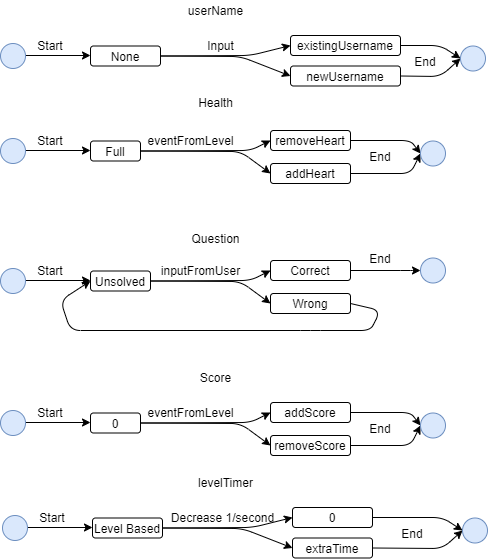 userName
Start
None
Input
existingUsername
newUsername
End
Health
Start
Full
eventFromLevel
removeHeart
addHeart
End
Question
Start
Unsolved
inputFromUser
Correct
Wrong
End
Score
Start
0
eventFromLevel
addScore
removeScore
End
levelTimer
Start
Level Based
Decrease 1/second
0
extraTime
End